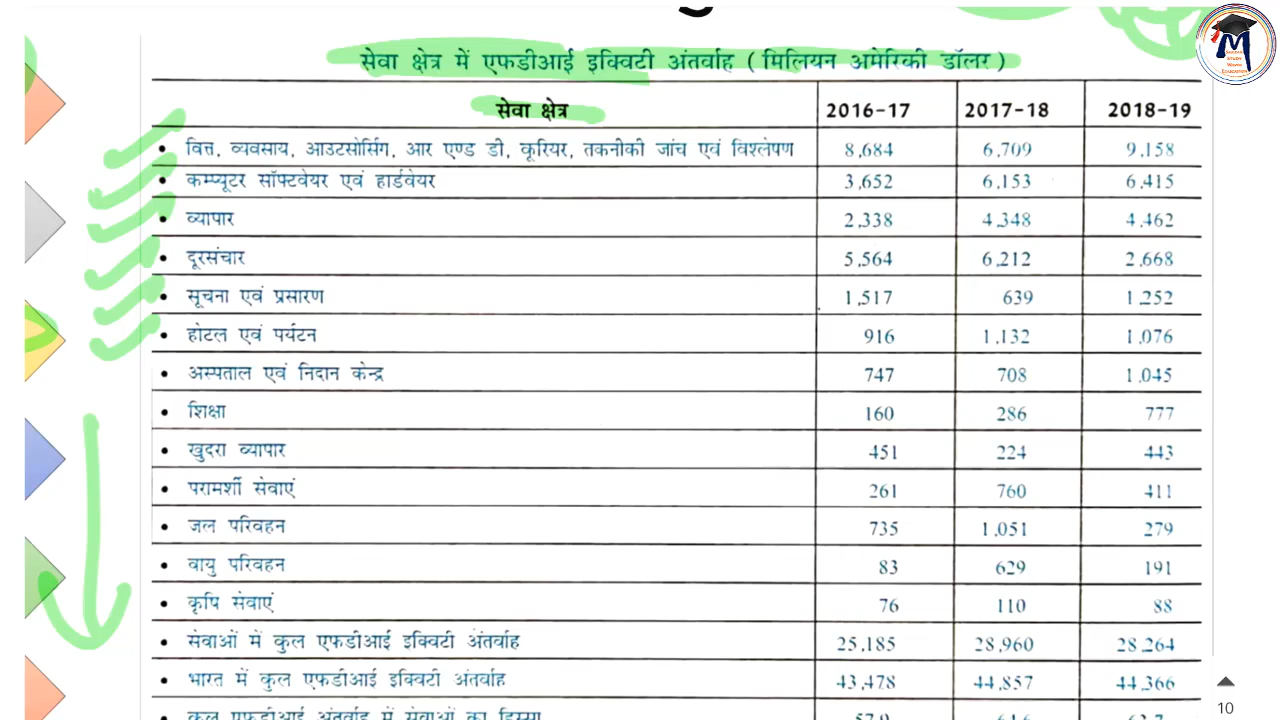 सेवा क्षेत्र में एफडीआई इक्विटी अंतर्वाह ( मिलियन अमेरिकी डॉलर )
सेवा क्षेत्र 2016-17 2017-18 2018-19
• वित्त, व्यवसाय, आउटसोर्सिंग, आर एण्ड डी, कूरियर, तकनीकी जांच एवं विश्लेषण 8,684 6,709 9,158
• कम्प्यूटर सॉफ्टवेयर एवं हार्डवेयर 3,652 6,153 6,415
• व्यापार 2,338 4,348 4,462
• दूरसंचार 5,564 6,212 2,668
• सूचना एवं प्रसारण 1,517 639 1,252
• होटल एवं पर्यटन 916 1,132 1,076
• अस्पताल एवं निदान केन्द्र 747 708 1,045
• शिक्षा 160 286 777
• खुदरा व्यापार 451 224 443
• परामर्शी सेवाएं 261 760 411
• जल परिवहन 735 1,051 279
• वायु परिवहन 83 629 191
• कृषि सेवाएं 76 110 88
• सेवाओं में कुल एफडीआई इक्विटी अंतर्वाह 25,185 28,960 28,264
• भारत में कुल एफडीआई इक्विटी अंतर्वाह 43,478 44,857 44,366
• कुल एफडीआई अंतर्वाह में सेवाओं का हिस्सा
10